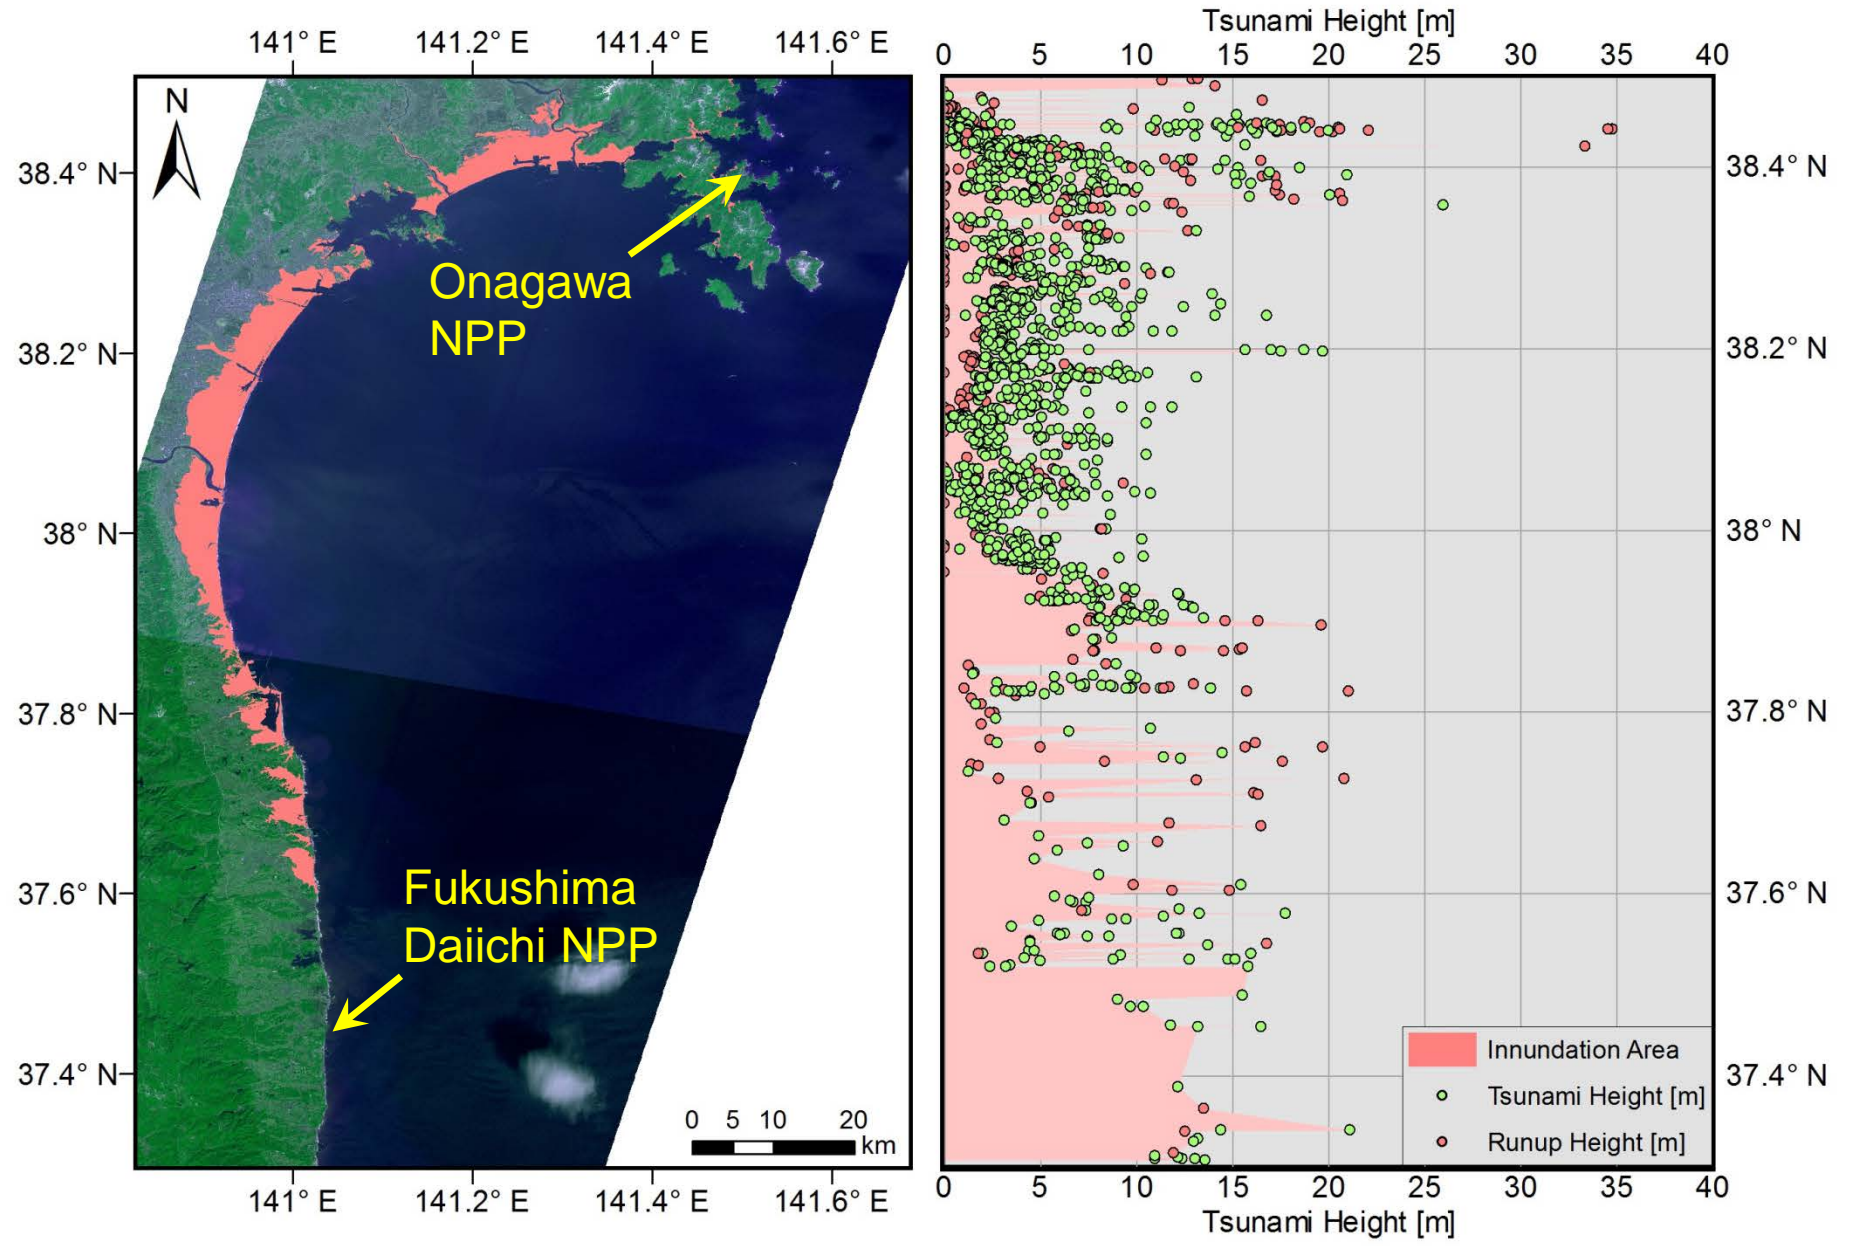 Tsunami Height [m]
141° E 141.2° E 141.4° E 141.6° E
0 5 10 15 20 25 30 35 40
N
38.4° N
38.4° N
Onagawa
NPP
38.2° N
38.2° N
38° N
38° N
37.8° N
37.8° N
Fukushima
Daiichi NPP
37.6° N
37.6° N
37.4° N
37.4° N
Innundation Area
Tsunami Height [m]
Runup Height [m]
0 5 10 20
km
141° E 141.2° E 141.4° E 141.6° E
0 5 10 15 20 25 30 35 40
Tsunami Height [m]